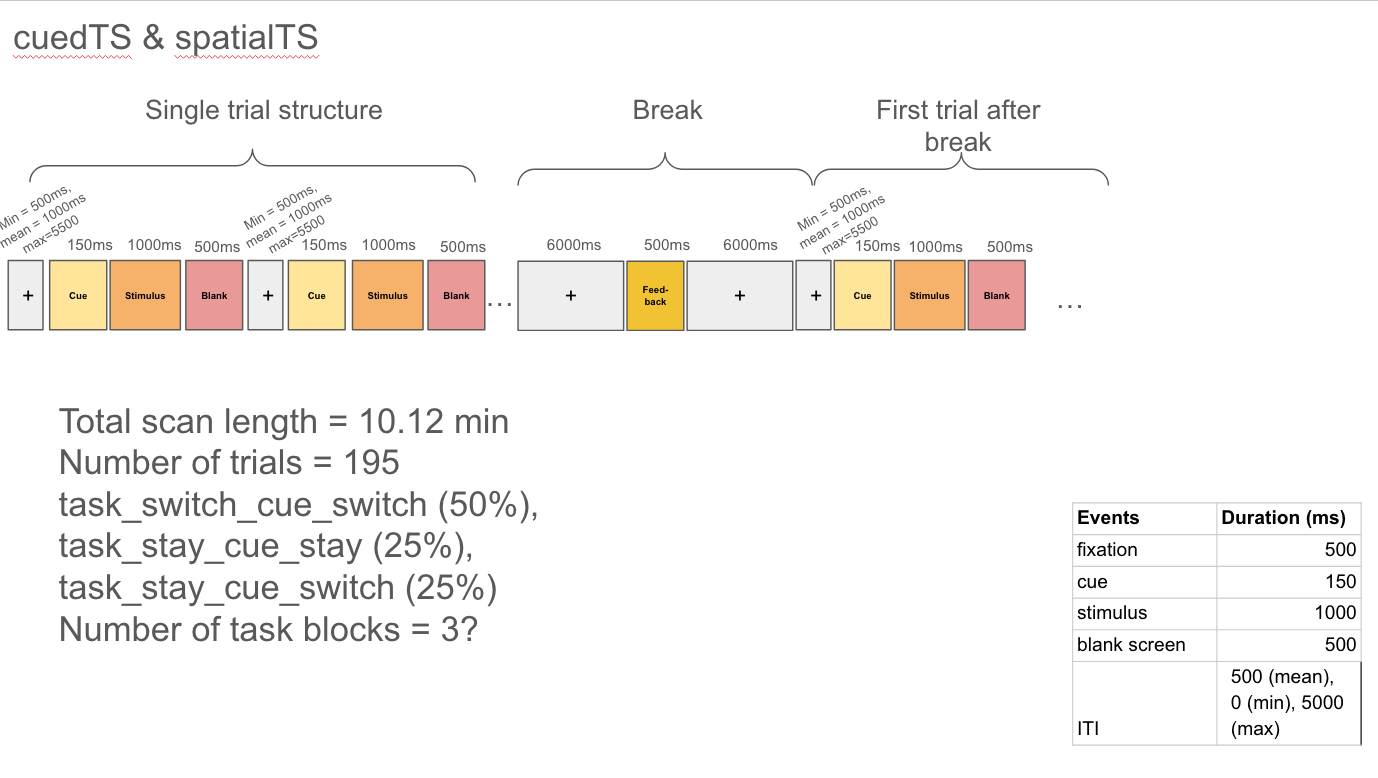 cuedTS & spatialTS
Single trial structure
Break
First trial after
break
Min = 500ms,
mean = 1000ms
max=5500
150ms
1000ms
500ms
Min = 500ms,
mean = 1000ms
max=5500
150ms
1000ms
500ms
6000ms
500ms
6000ms
Min = 500ms,
mean = 1000ms
max=5500
150ms
1000ms
500ms
+
Cue
Stimulus
Blank
+
Cue
Stimulus
Blank
...
+
Feed-
back
+
+
Cue
Stimulus
Blank
...
Total scan length = 10.12 min
Number of trials = 195
task_switch_cue_switch (50%),
task_stay_cue_stay (25%),
task_stay_cue_switch (25%)
Number of task blocks = 3?
Events Duration (ms)
fixation 500
cue 150
stimulus 1000
blank screen 500
500 (mean),
0 (min), 5000
ITI (max)